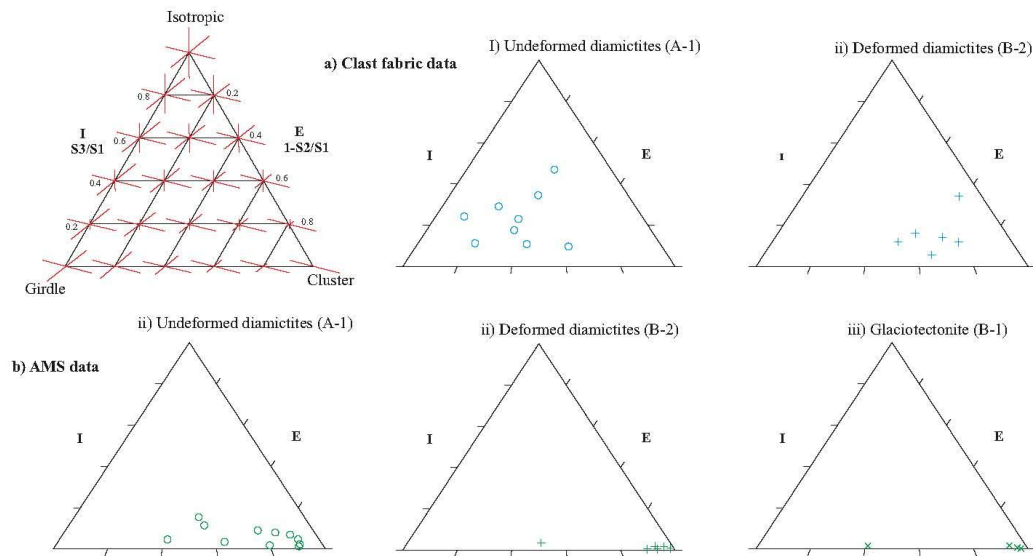 Isotropic
a) Clast fabric data
I) Undeformed diamictites (A-1)
ii) Deformed diamictites (B-2)
0.8
0.2
I
S3/S1
0.6
0.4
E
1-S2/S1
0.4
0.6
0.2
0.8
Girdle
Cluster
I
E
I
E
b) AMS data
ii) Undeformed diamictites (A-1)
ii) Deformed diamictites (B-2)
iii) Glaciotectonite (B-1)
I
E
I
E
I
E